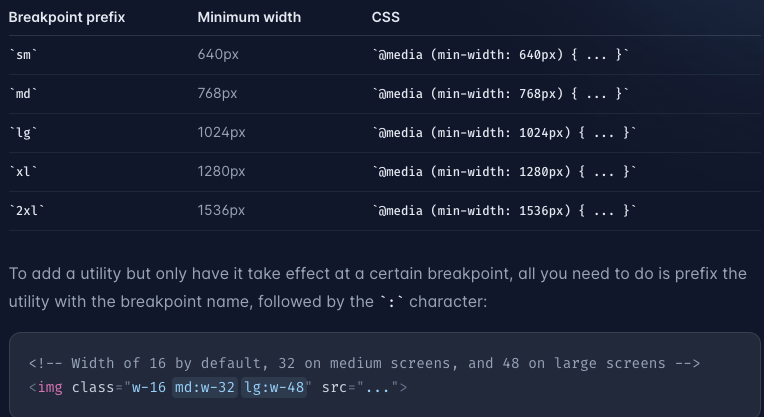 Breakpoint prefix Minimum width CSS
`sm` 640px `@media (min-width: 640px) { ... }`
`md` 768px `@media (min-width: 768px) { ... }`
`lg` 1024px `@media (min-width: 1024px) { ... }`
`xl` 1280px `@media (min-width: 1280px) { ... }`
`2xl` 1536px `@media (min-width: 1536px) { ... }`
To add a utility but only have it take effect at a certain breakpoint, all you need to do is prefix the
utility with the breakpoint name, followed by the `:` character:
<!-- Width of 16 by default, 32 on medium screens, and 48 on large screens -->
<img class="w-16 md:w-32 lg:w-48" src="...">